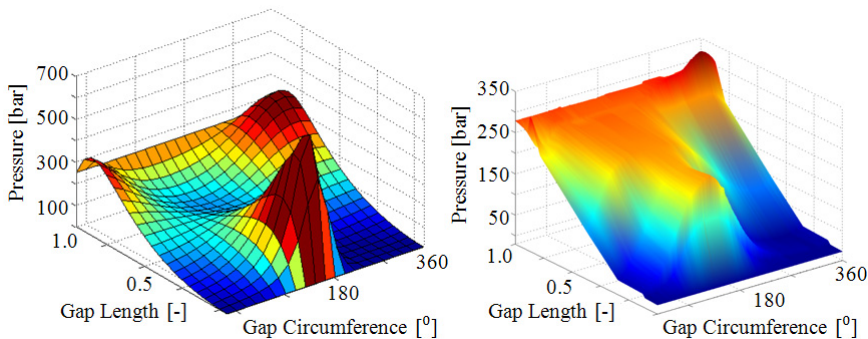 700
500
300
100
Pressure [bar]
1.0
0.5
Gap Length [-]
180
360
Gap Circumference [⁰]
350
250
150
50
Pressure [bar]
1.0
0.5
Gap Length [-]
180
360
Gap Circumference [⁰]